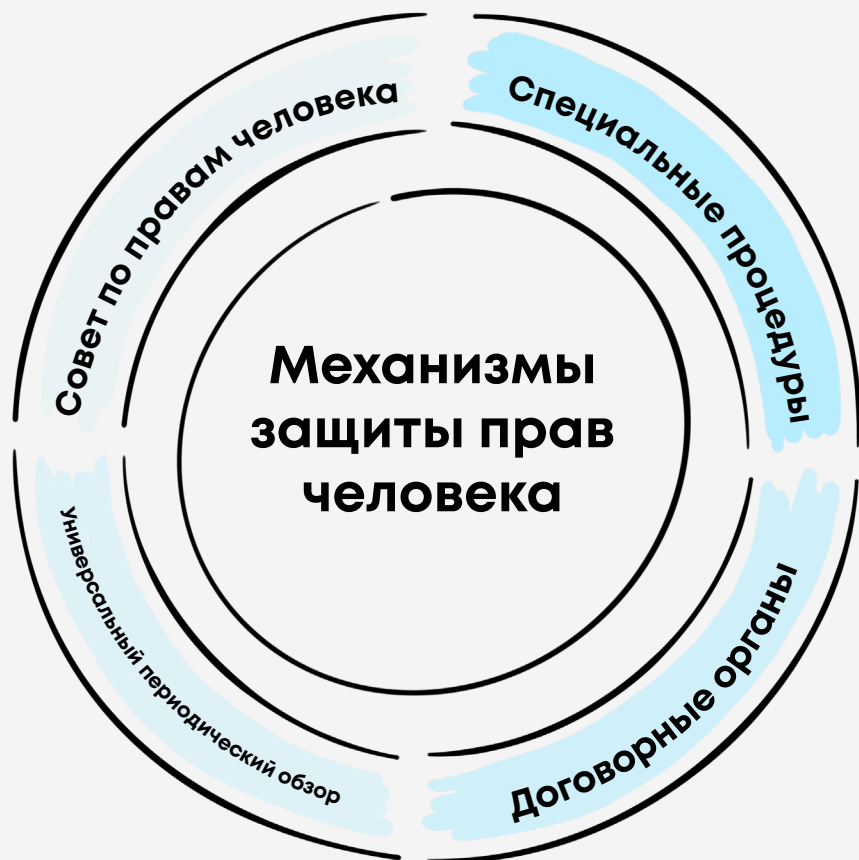 Совет по правам человека
Специальные процедуры
Механизмы
защиты прав
человека
Универсальный периодический обзор
Договорные органы